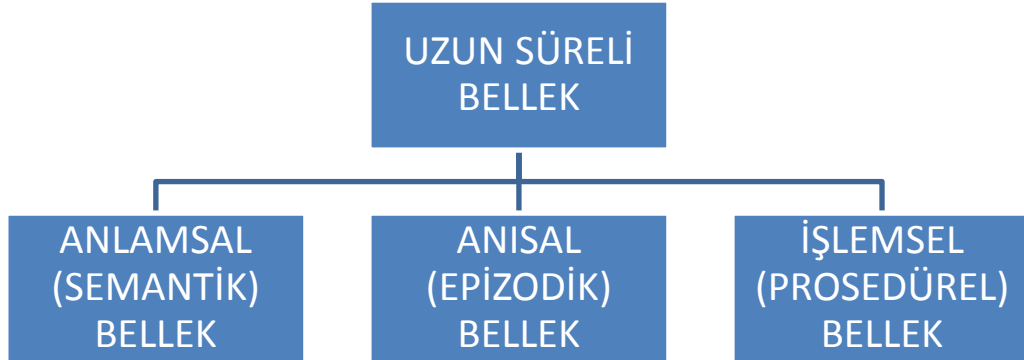 UZUN SÜRELİ
BELLEK
ANLAMSAL
(SEMANTİK)
BELLEK
ANISAL
(EPİZODİK)
BELLEK
İŞLEMSEL
(PROSEDÜREL)
BELLEK